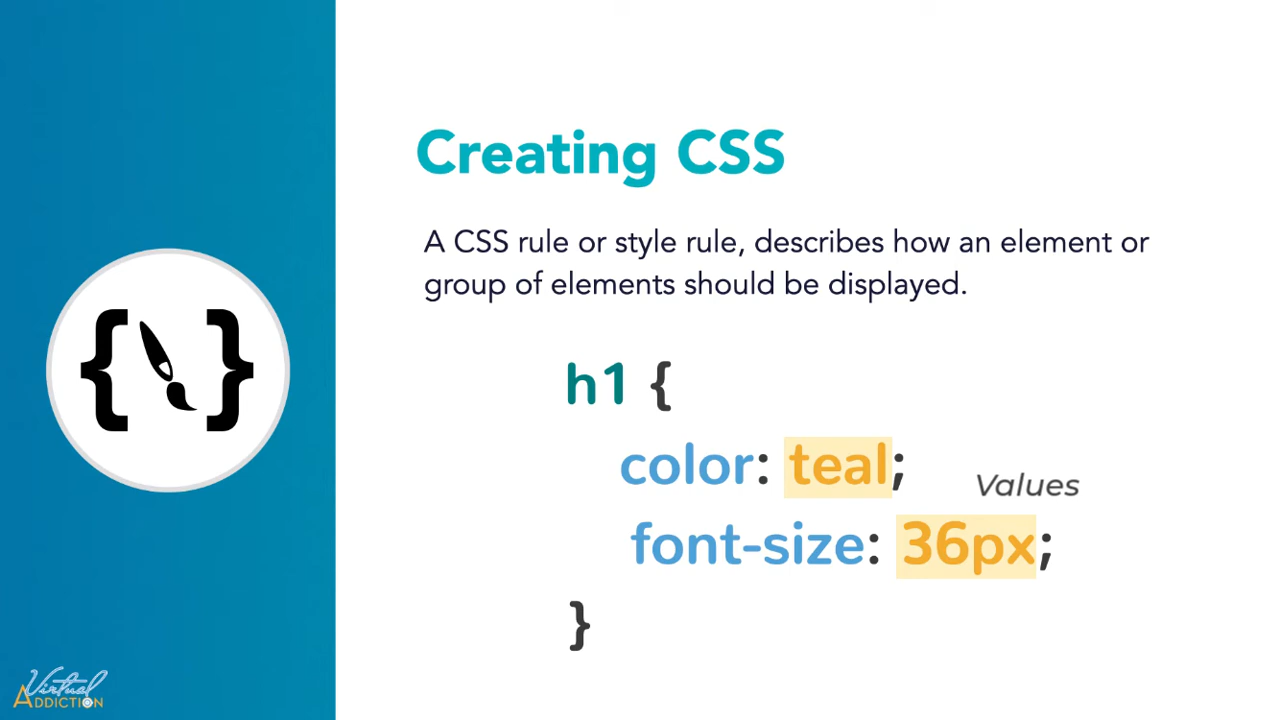 Creating CSS
A CSS rule or style rule, describes how an element or
group of elements should be displayed.
h1 {
color: teal;
Values
font-size: 36px;
}
Virtual
ADDICTION